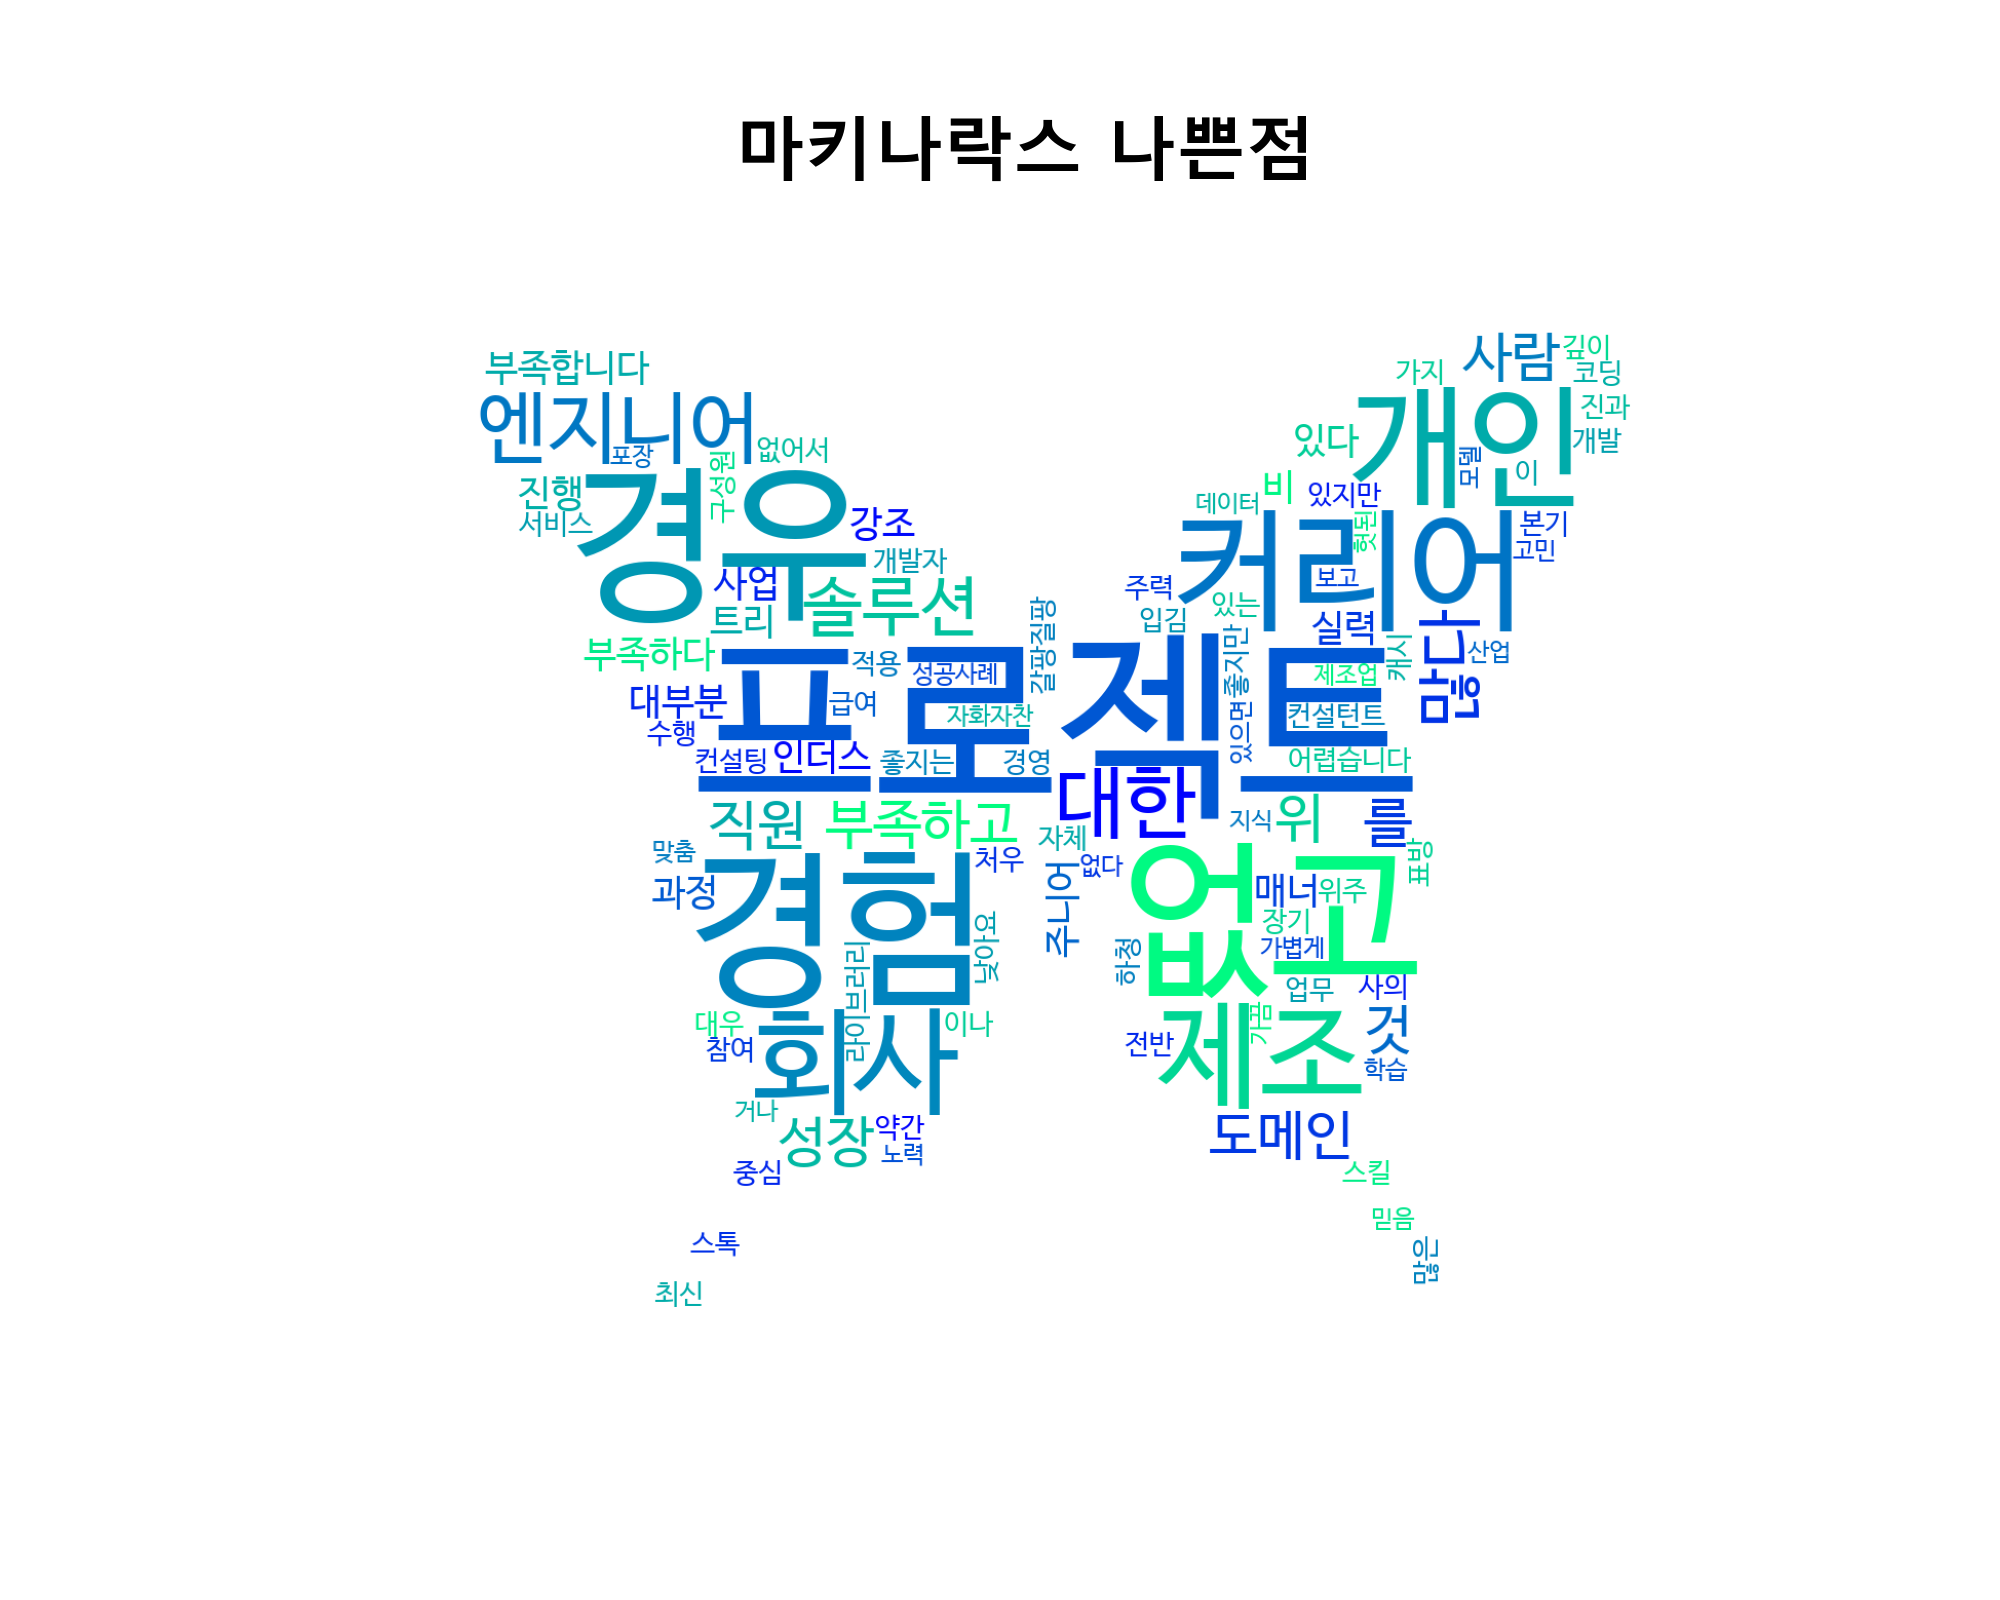 마키나락스 나쁜점
부족합니다
사람
깊이
가지
코딩
엔지니어
개인
진과
있다
개발
없어서
포장
구성원
모델
이
비
있지만
진행
경우
데이터
서비스
강조
커리어
헛된
본기
고민
개발자
사업
솔루션
보고
주력
트리
입김
있는
실력
갈팡질팡
그다음
부족하다
프로젝트
적용
성공사례
좋지만
제조업
캐시
산업
대부분
급여
자화자찬
있으면
컨설턴트
수행
컨설팅
인더스
좋지는
경영
어렵습니다
대한
직원
부족하고
지식
위
를
자체
표방
맞춤
처우
없다
없고
과정
경험
주니어
매너
위주
장기
낮아요
하청
가볍게
라이브러리
업무
사의
대우
회사
이나
제조
가끔
것
참여
전반
학습
거나
성장
약간
도메인
노력
중심
스킬
믿음
스톡
최신